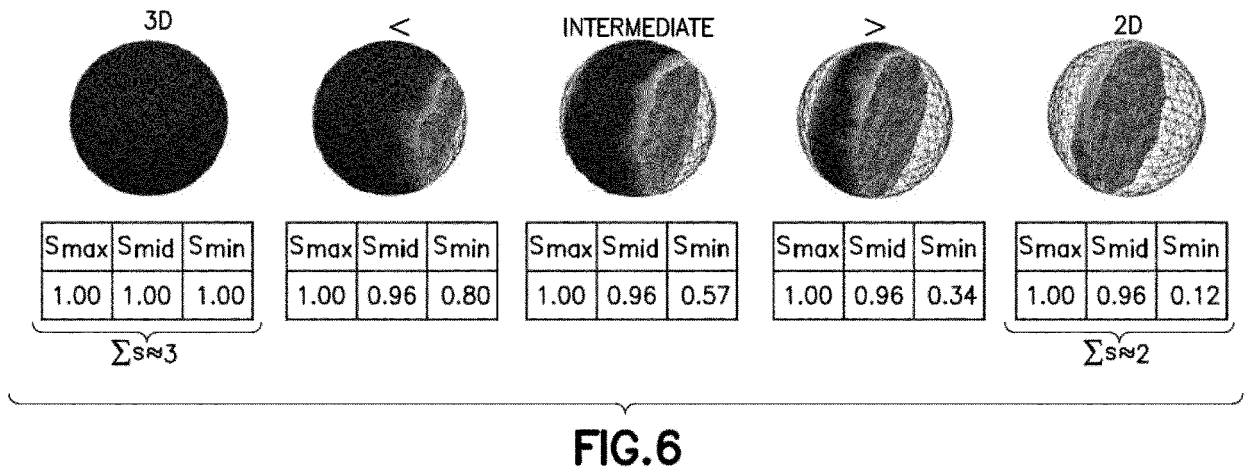 3D < INTERMEDIATE > 2D
Smax Smid Smin Smax Smid Smin Smax Smid Smin Smax Smid Smin Smax Smid Smin
1.00 1.00 1.00 1.00 0.96 0.80 1.00 0.96 0.57 1.00 0.96 0.34 1.00 0.96 0.12
∑s≈3 ∑s≈2
FIG.6